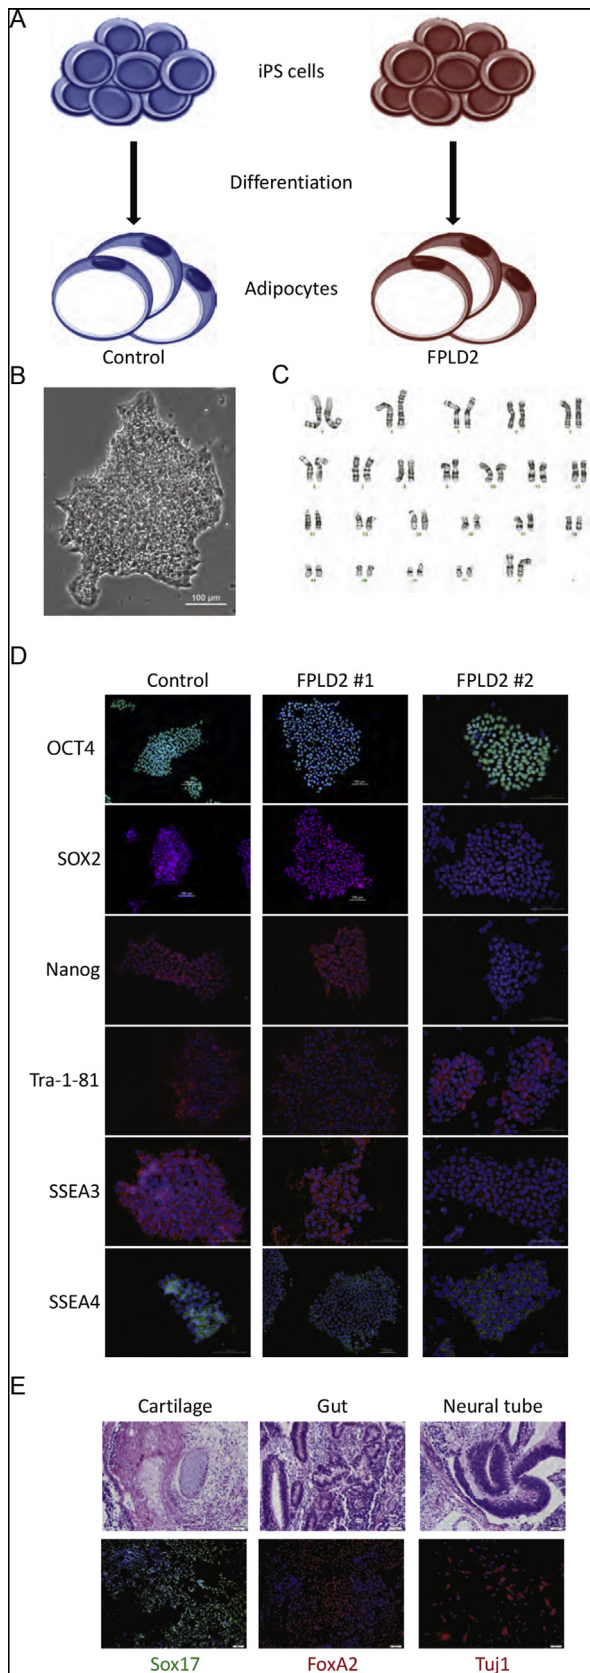 A
iPS cells
Differentiation
Adipocytes
Control
FPLD2
B
C
100 µm
D
Control
FPLD2 #1
FPLD2 #2
OCT4
SOX2
Nanog
Tra-1-81
SSEA3
SSEA4
E
Cartilage
Gut
Neural tube
Sox17
FoxA2
Tuj1